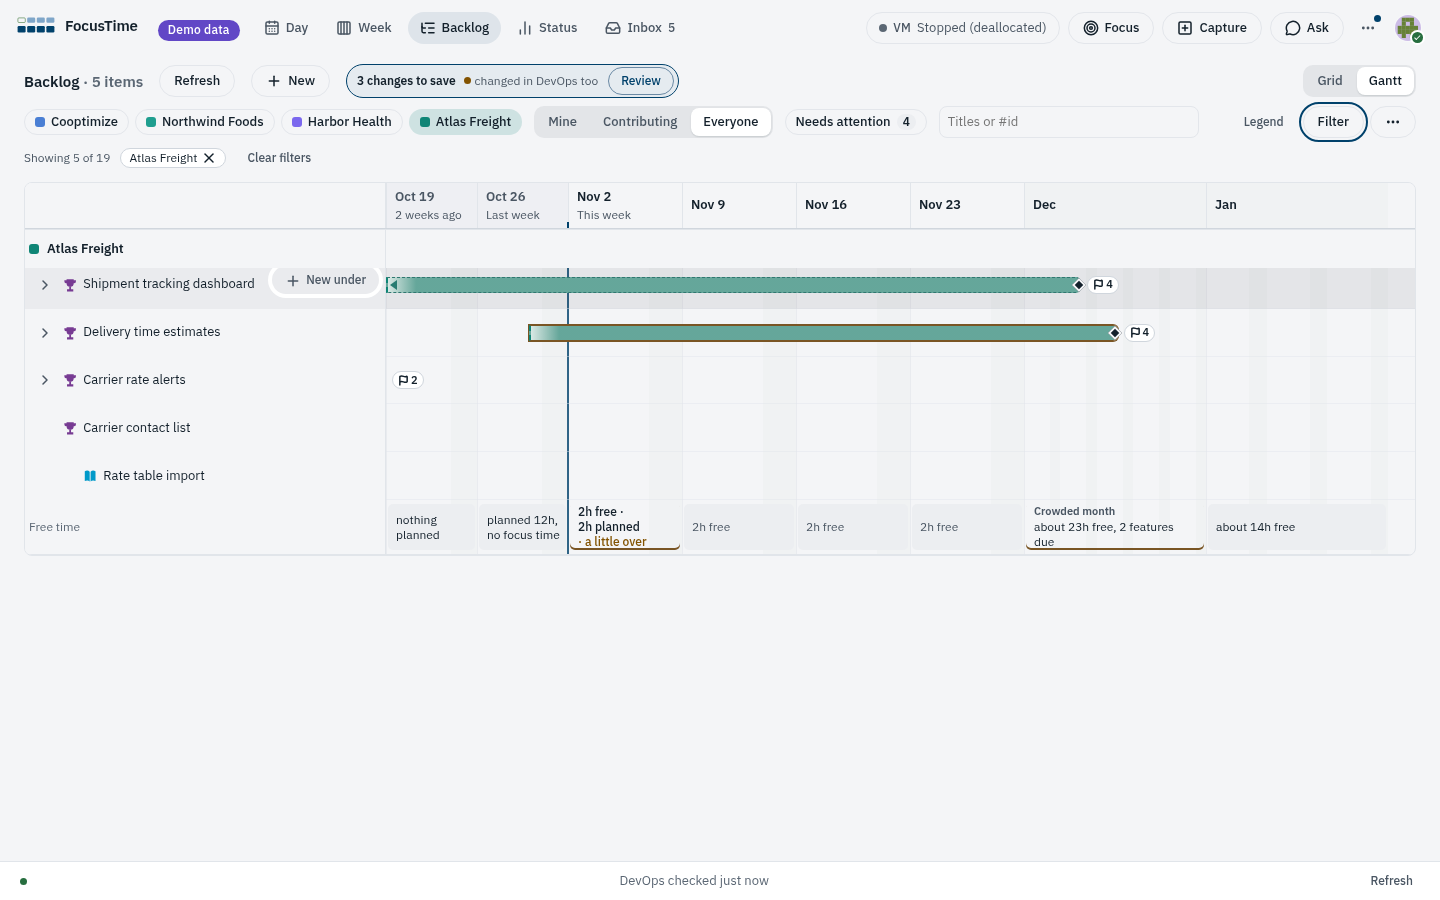 FocusTime
Demo data
Day
Week
Backlog
Status
Inbox 5
VM Stopped (deallocated)
Focus
Capture
Ask
Backlog · 5 items
Refresh
New
3 changes to save
changed in DevOps too
Review
Grid
Gantt
Cooptimize
Northwind Foods
Harbor Health
Atlas Freight
Mine
Contributing
Everyone
Needs attention 4
Titles or #id
Legend
Filter
Showing 5 of 19
Atlas Freight
Clear filters
Oct 19
2 weeks ago
Oct 26
Last week
Nov 2
This week
Nov 9
Nov 16
Nov 23
Dec
Jan
Atlas Freight
Shipment tracking dashboard
New under
4
Delivery time estimates
4
Carrier rate alerts
2
Carrier contact list
Rate table import
Free time
nothing
planned
planned 12h,
no focus time
2h free ·
2h planned
· a little over
2h free
2h free
2h free
Crowded month
about 23h free, 2 features
due
about 14h free
DevOps checked just now
Refresh